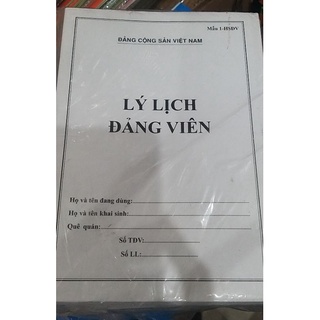 Mẫu 1-HSĐV
ĐẢNG CỘNG SẢN VIỆT NAM
LÝ LỊCH
ĐẢNG VIÊN
Họ và tên đang dùng:
Họ và tên khai sinh:
Quê quán:
Số TĐV:
Số LL: